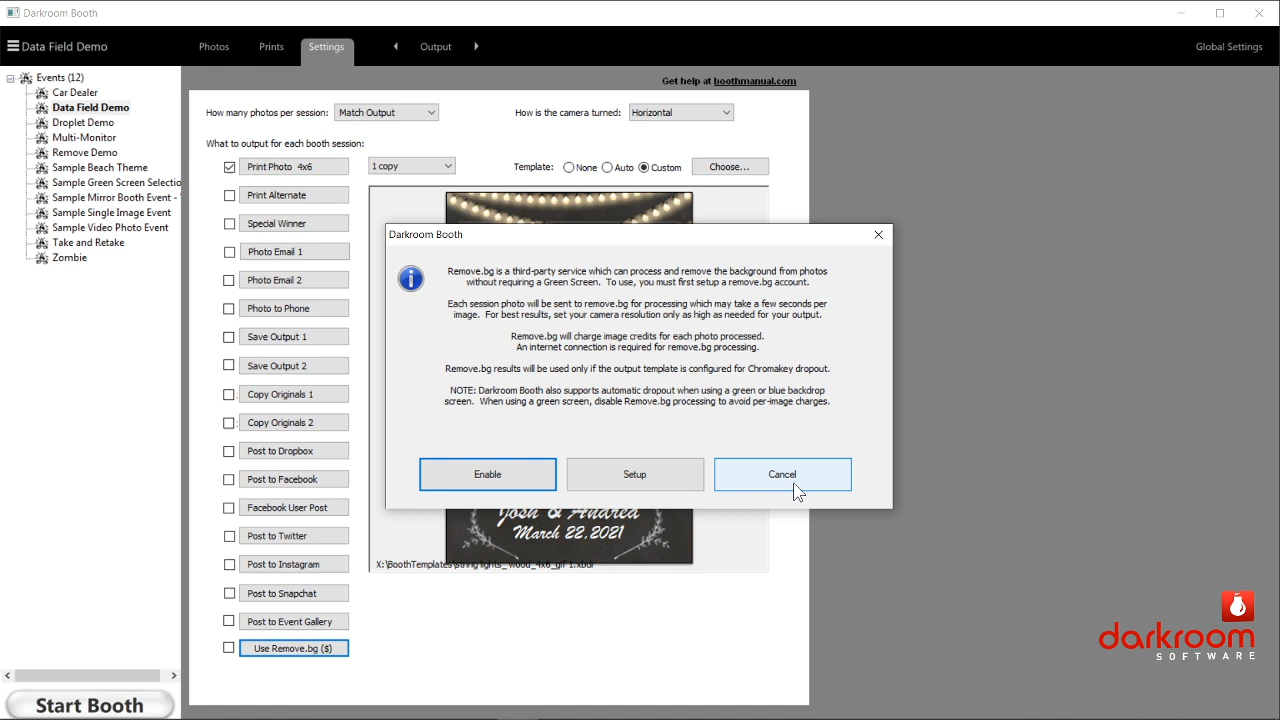 Darkroom Booth
Data Field Demo
Photos
Prints
Settings
Output
Global Settings
Events (12)
Car Dealer
Data Field Demo
Droplet Demo
Multi-Monitor
Remove Demo
Sample Beach Theme
Sample Green Screen Selectio
Sample Mirror Booth Event -
Sample Single Image Event
Sample Video Photo Event
Take and Retake
Zombie
Start Booth
Get help at boothmanual.com
How many photos per session: Match Output
How is the camera turned: Horizontal
What to output for each booth session:
Print Photo 4x6
1 copy
Template: None Auto Custom Choose...
Print Alternate
Special Winner
Photo Email 1
Photo Email 2
Photo to Phone
Save Output 1
Save Output 2
Copy Originals 1
Copy Originals 2
Post to Dropbox
Post to Facebook
Facebook User Post
Post to Twitter
Post to Instagram
Post to Snapchat
Post to Event Gallery
Use Remove.bg ($)
Darkroom Booth
Remove.bg is a third-party service which can process and remove the background from photos
without requiring a Green Screen. To use, you must first setup a remove.bg account.
Each session photo will be sent to remove.bg for processing which may take a few seconds per
image. For best results, set your camera resolution only as high as needed for your output.
Remove.bg will charge image credits for each photo processed.
An internet connection is required for remove.bg processing.
Remove.bg results will be used only if the output template is configured for Chromakey dropout.
NOTE: Darkroom Booth also supports automatic dropout when using a green or blue backdrop
screen. When using a green screen, disable Remove.bg processing to avoid per-image charges.
Enable
Setup
Cancel
Josh & Andrea
March 22, 2021
X:\BoothTemplates\string-lights_wood_4x6_gif 1.xbdr
darkroom
SOFTWARE